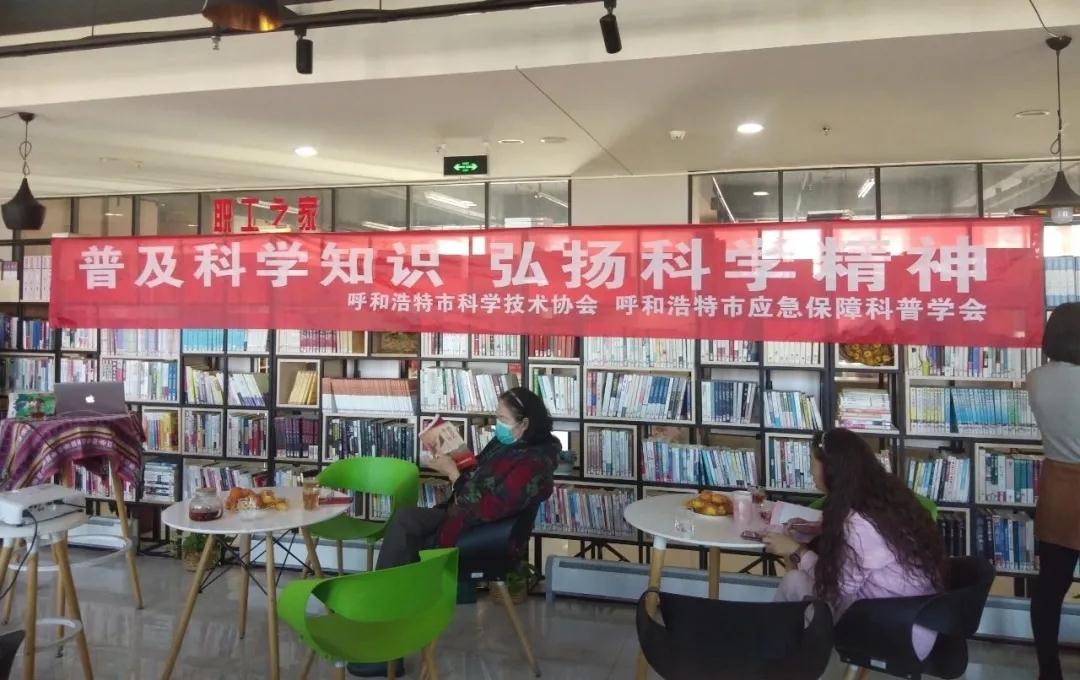 职工之家
普及科学知识 弘扬科学精神
呼和浩特市科学技术协会 呼和浩特市应急保障科普学会